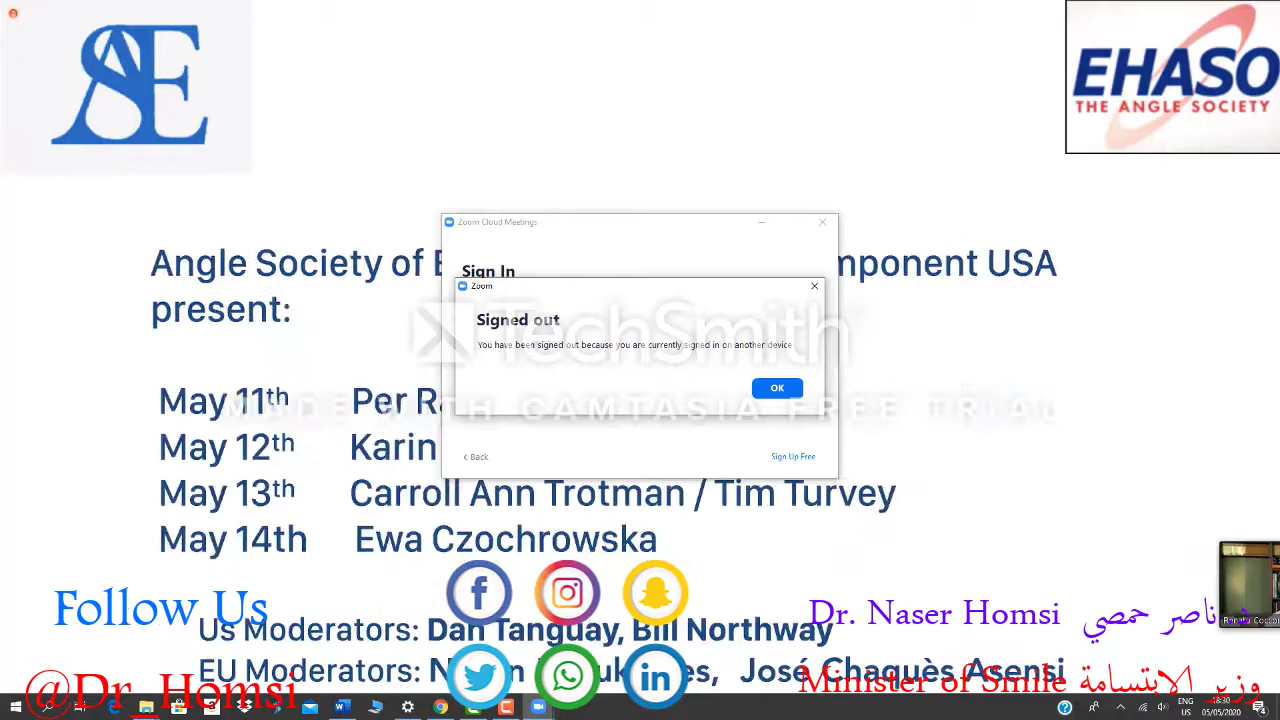 EHASO
THE ANGLE SOCIETY
Zoom Cloud Meetings
Angle Society of
mponent USA
Sign In
present:
Zoom
Signed out
You have been signed out because you are currently signed in on another device
TechSmith
OK
MADE WITH CAMTASIA FREE TRIAL
May 11th Per
May 12th Karin
Back
Sign Up Free
May 13th Carroll Ann Trotman / Tim Turvey
May 14th Ewa Czochrowska
Follow Us
Dr. Naser Homsi د. ناصر حمصي
Us Moderators: Dan Tanguay, Bill Northway
EU Moderators: José Chaquès Asensi
@Dr_Homsi
Minister of Smile وزير الابتسامة
ENG
US
18:30
05/05/2020